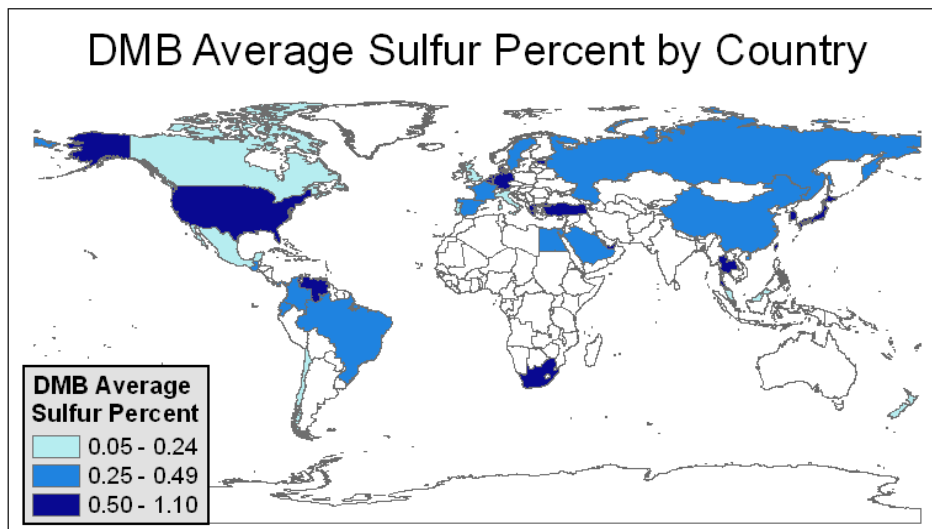 DMB Average Sulfur Percent by Country
DMB Average
Sulfur Percent
0.05 - 0.24
0.25 - 0.49
0.50 - 1.10